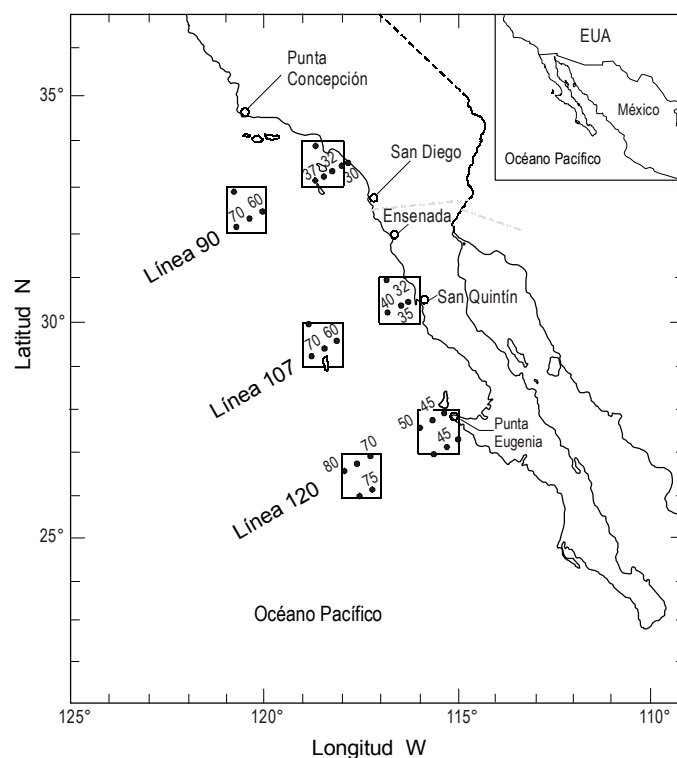 EUA
México
Océano Pacífico
Punta
Concepción
35°
San Diego
32
37
30
Ensenada
60
70
Línea 90
32
40
35
San Quintín
30°
60
70
Línea 107
45
50
45
Punta
Eugenia
70
80
75
Línea 120
25°
Océano Pacífico
Latitud N
125°
120°
115°
110°
Longitud W